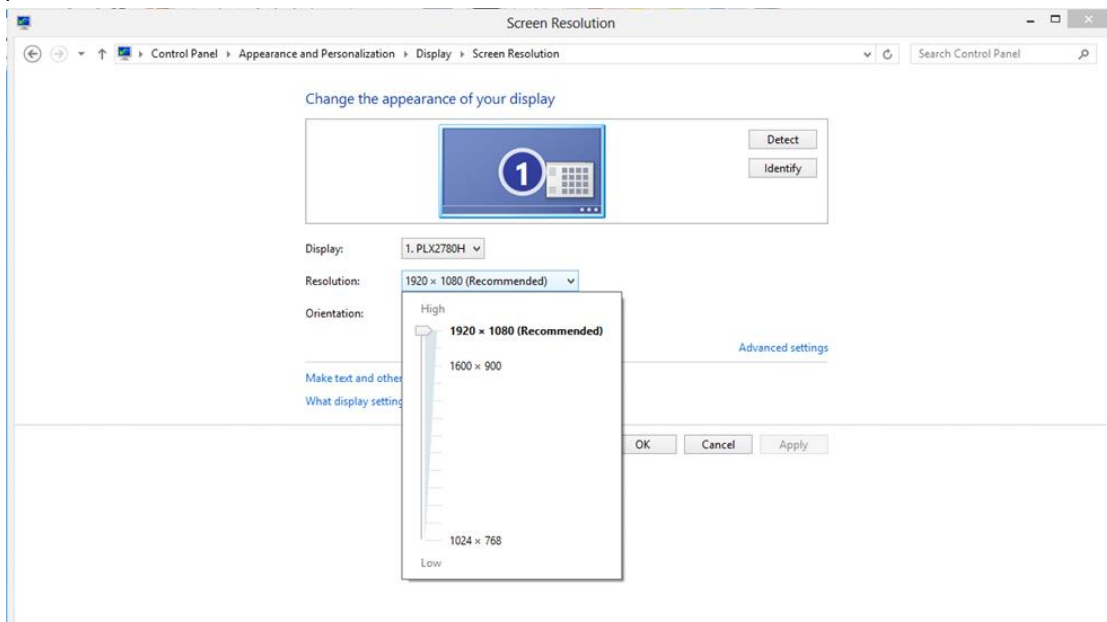 Screen Resolution
Control Panel Appearance and Personalization Display Screen Resolution
Search Control Panel
Change the appearance of your display
1
Detect
Identify
Display: 1. PLX2780H
Resolution: 1920 × 1080 (Recommended)
Orientation:
High
1920 × 1080 (Recommended)
1600 × 900
1024 × 768
Low
Advanced settings
Make text and other
What display setting
OK Cancel Apply